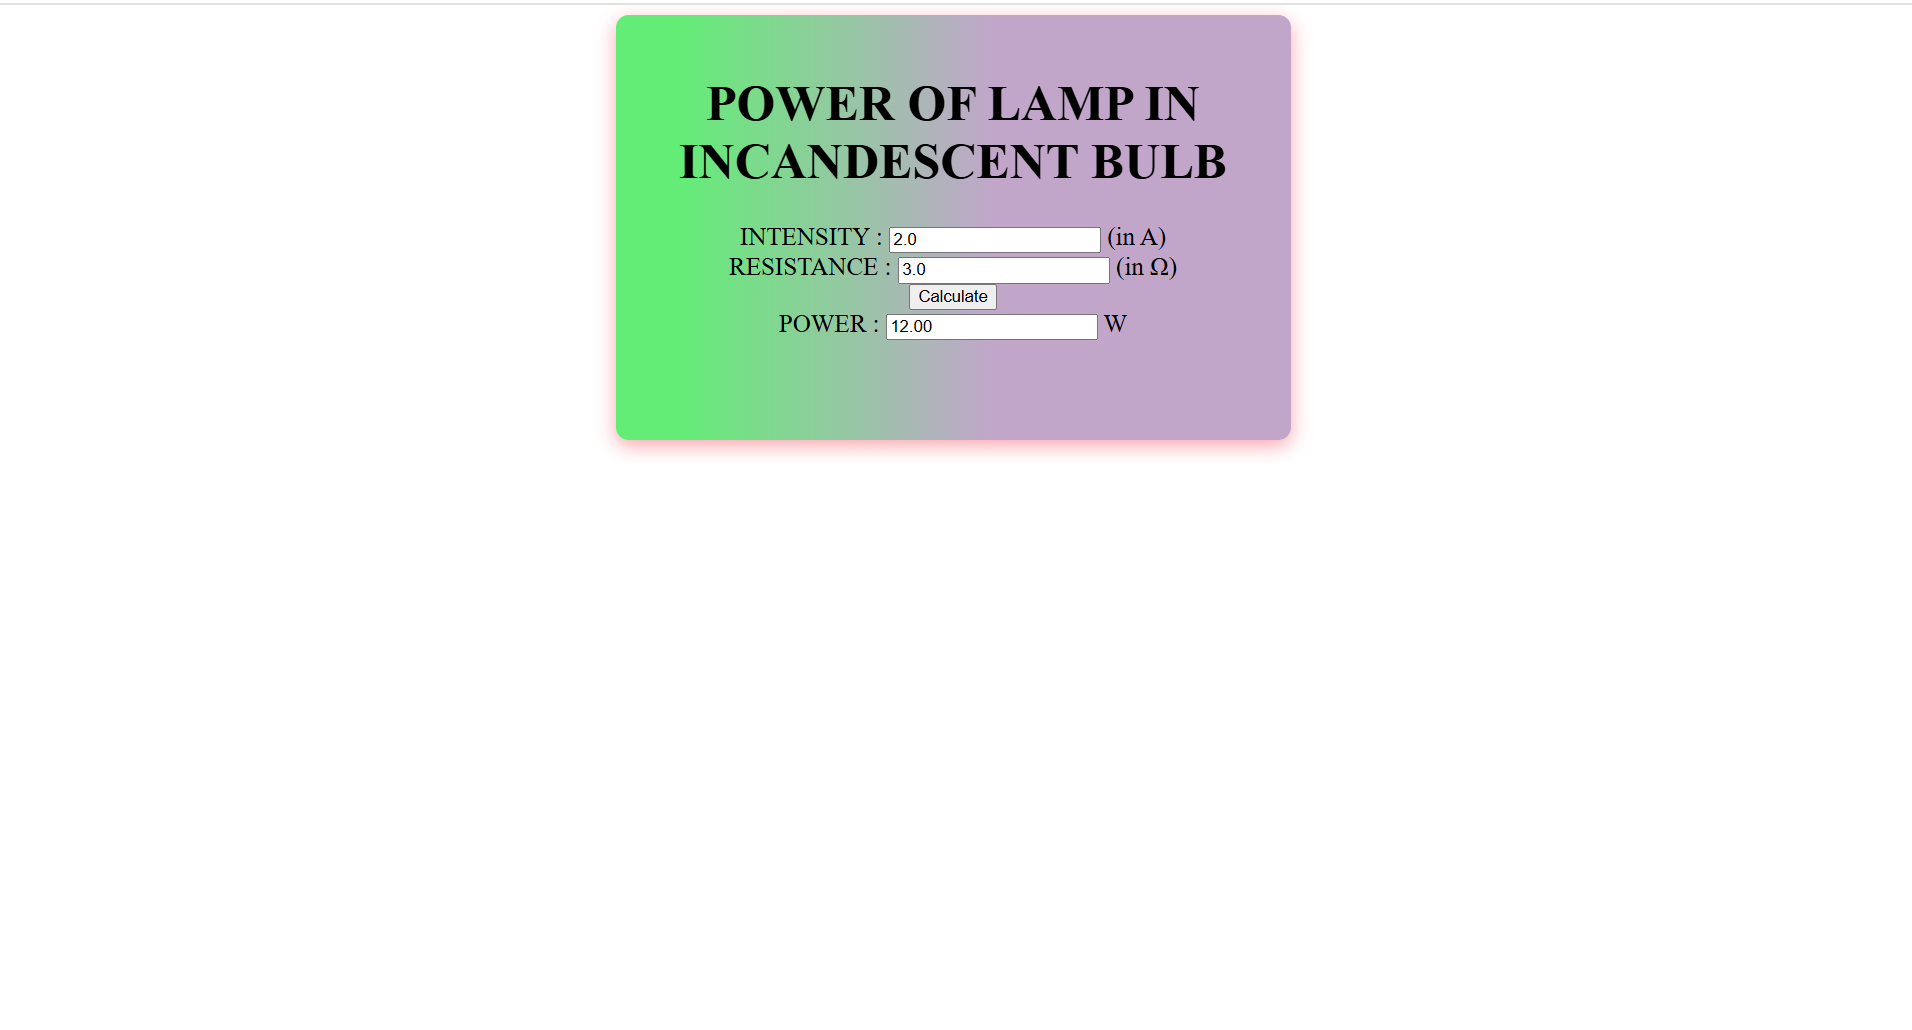 POWER OF LAMP IN
INCANDESCENT BULB
INTENSITY : 2.0 (in A)
RESISTANCE : 3.0 (in Ω)
Calculate
POWER : 12.00 W